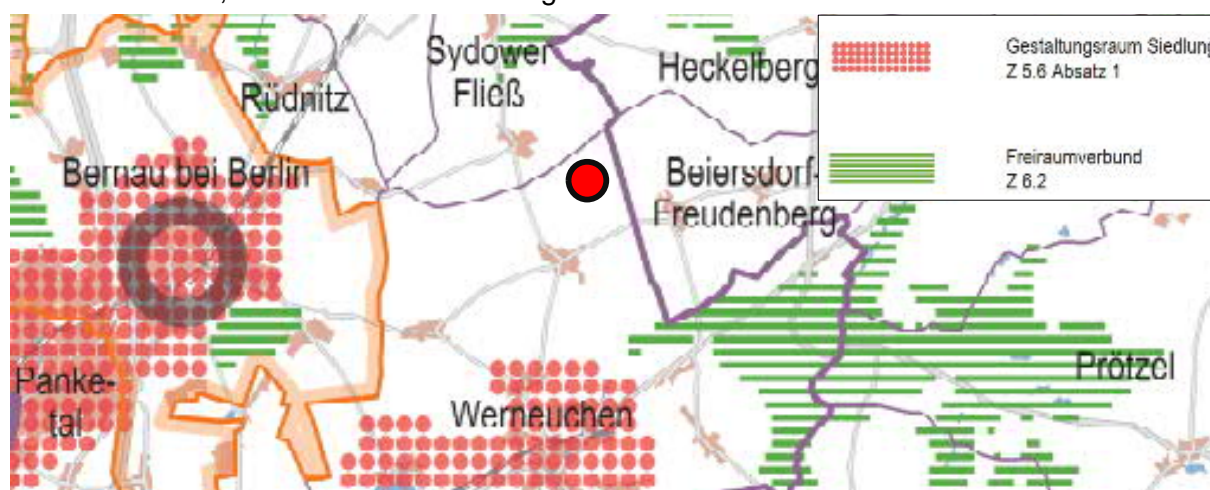 Sydower
Fließ
Heckelberg
Rüdnitz
Bernau bei Berlin
Beiersdorf-
Freudenberg
Panke-
tal
Werneuchen
Prötzel
Gestaltungsraum Siedlung
Z 5.6 Absatz 1
Freiraumverbund
Z 6.2